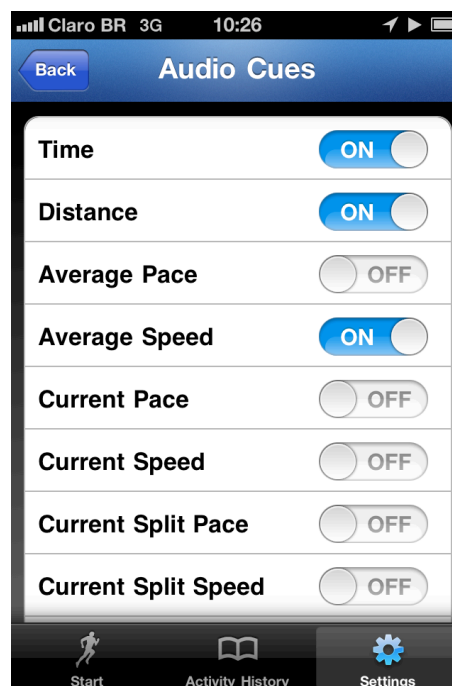 Claro BR 3G 10:26
Back Audio Cues
Time ON
Distance ON
Average Pace OFF
Average Speed ON
Current Pace OFF
Current Speed OFF
Current Split Pace OFF
Current Split Speed OFF
Start Activity History Settings